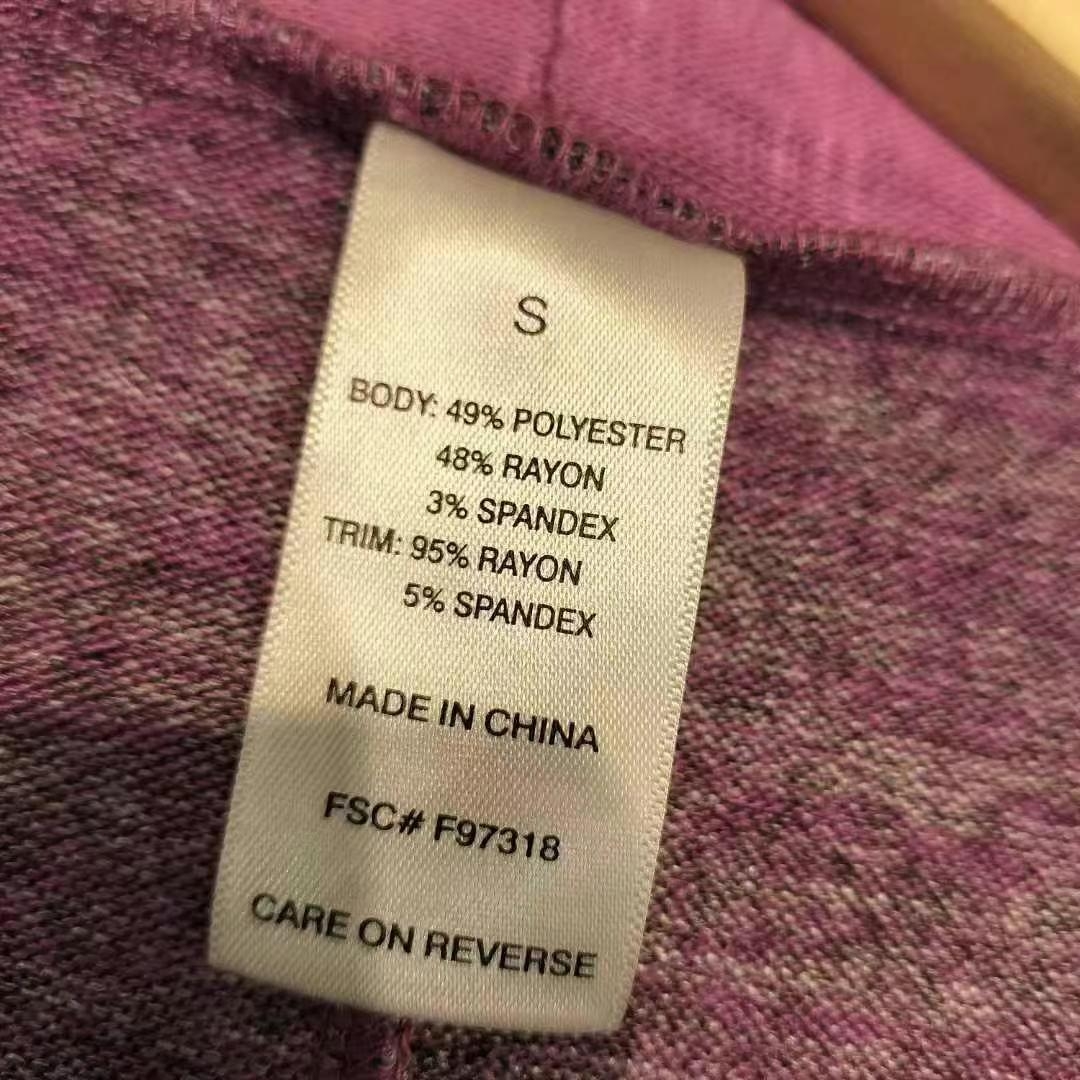 S
BODY: 49% POLYESTER
48% RAYON
3% SPANDEX
TRIM: 95% RAYON
5% SPANDEX
MADE IN CHINA
FSC# F97318
CARE ON REVERSE